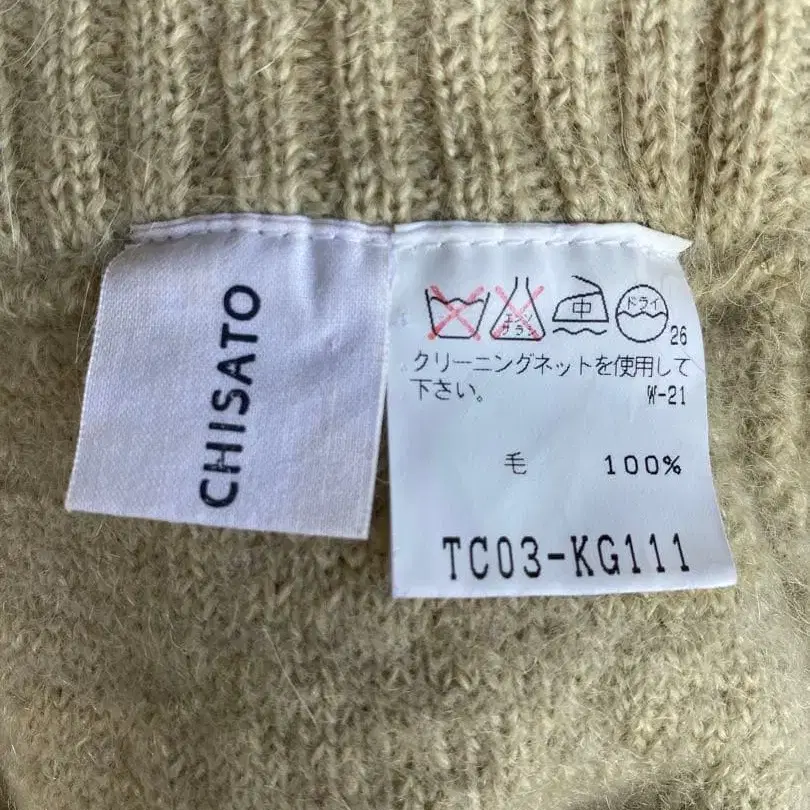 CHISATO
エンソ
サラシ
中
ドライ
26
クリーニングネットを使用して
下さい。
W-21
毛 100%
TC03-KG111